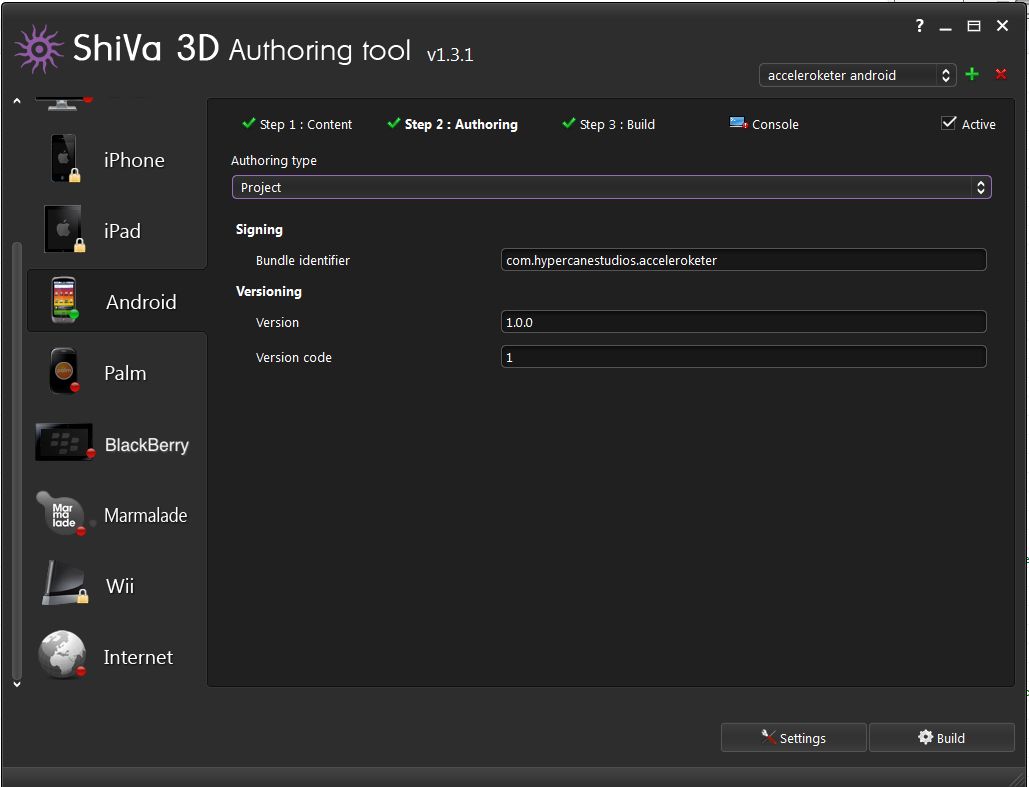 ShiVa 3D Authoring tool v1.3.1
?
acceleroketer android
Step 1 : Content
Step 2 : Authoring
Step 3 : Build
Console
Active
Authoring type
Project
Signing
Bundle identifier
com.hypercanestudios.acceleroketer
Versioning
Version
1.0.0
Version code
1
iPhone
iPad
Android
palm
Palm
BlackBerry
Mar
ma
lade
Marmalade
Wii
Internet
Settings
Build